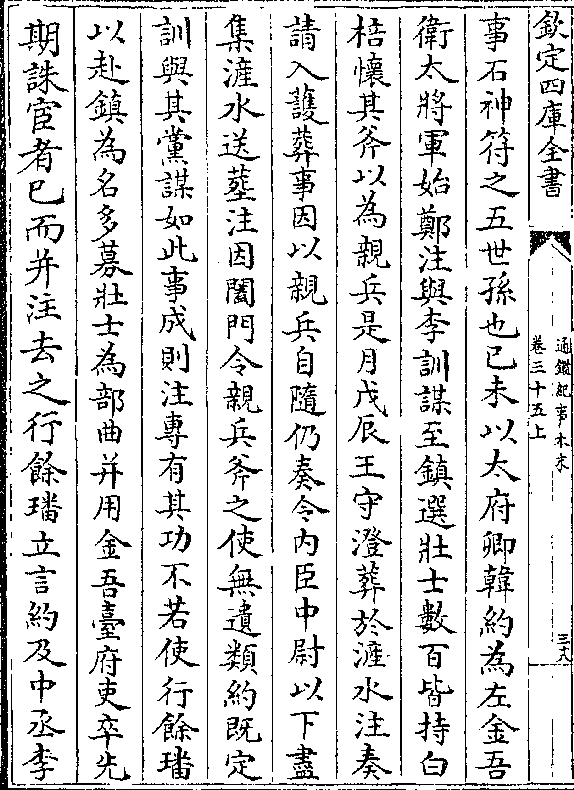 欽定四庫全書
通鑑紀事本末
卷三十五上
三十八
事石神符之五世孫也已未以太府卿韓約為左金吾
衛大將軍始鄭注與李訓謀至鎮選壯士數百皆持白
棓懷其斧以為親兵是月戊辰王守澄葬於滻水注奏
請入護葬事因以親兵自隨仍奏令内臣中尉以下盡
集滻水送葬注因闔門令親兵斧之使無遺類約既定
訓與其黨謀如此事成則注專有其功不若使行餘璠
以赴鎮為名多募壯士為部曲并用金吾臺府吏卒先
期誅宦者已而并注去之行餘璠立言約及中丞李